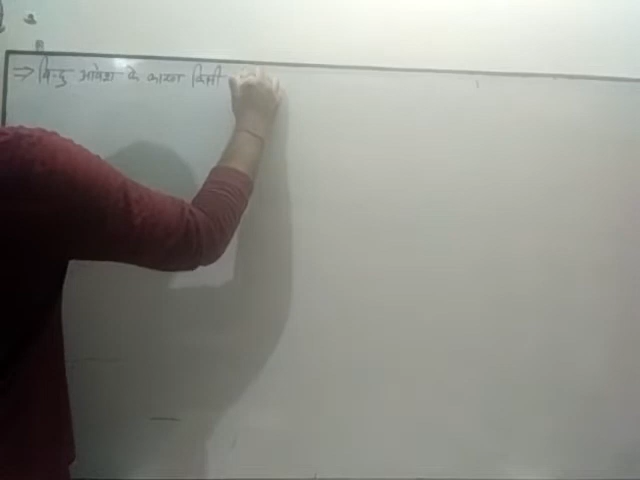 ⇒ बिन्दु आवेश के कारण किसी